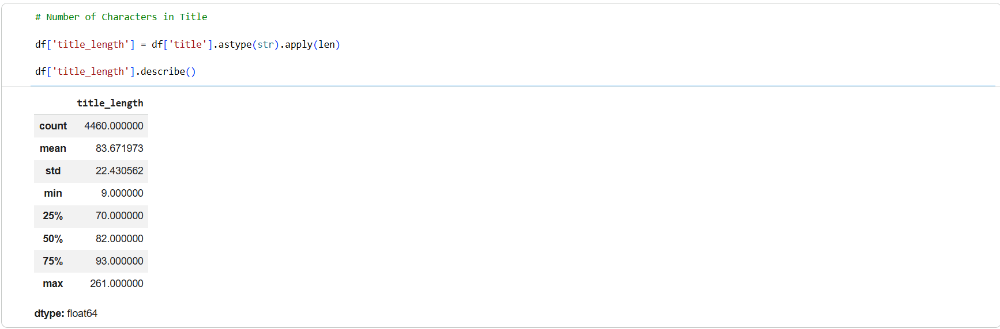 # Number of Characters in Title
df['title_length'] = df['title'].astype(str).apply(len)
df['title_length'].describe()
title_length
count 4460.000000
mean 83.671973
std 22.430562
min 9.000000
25% 70.000000
50% 82.000000
75% 93.000000
max 261.000000
dtype: float64